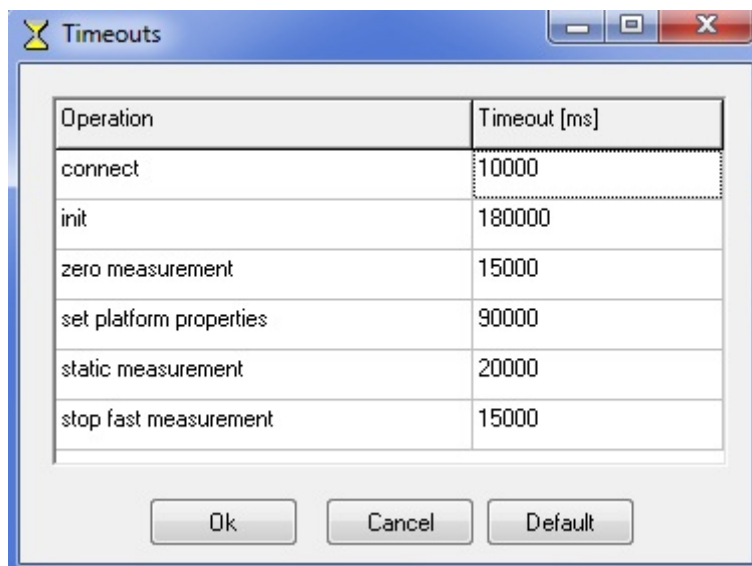 Timeouts
Operation Timeout [ms]
connect 10000
init 180000
zero measurement 15000
set platform properties 90000
static measurement 20000
stop fast measurement 15000
Ok Cancel Default